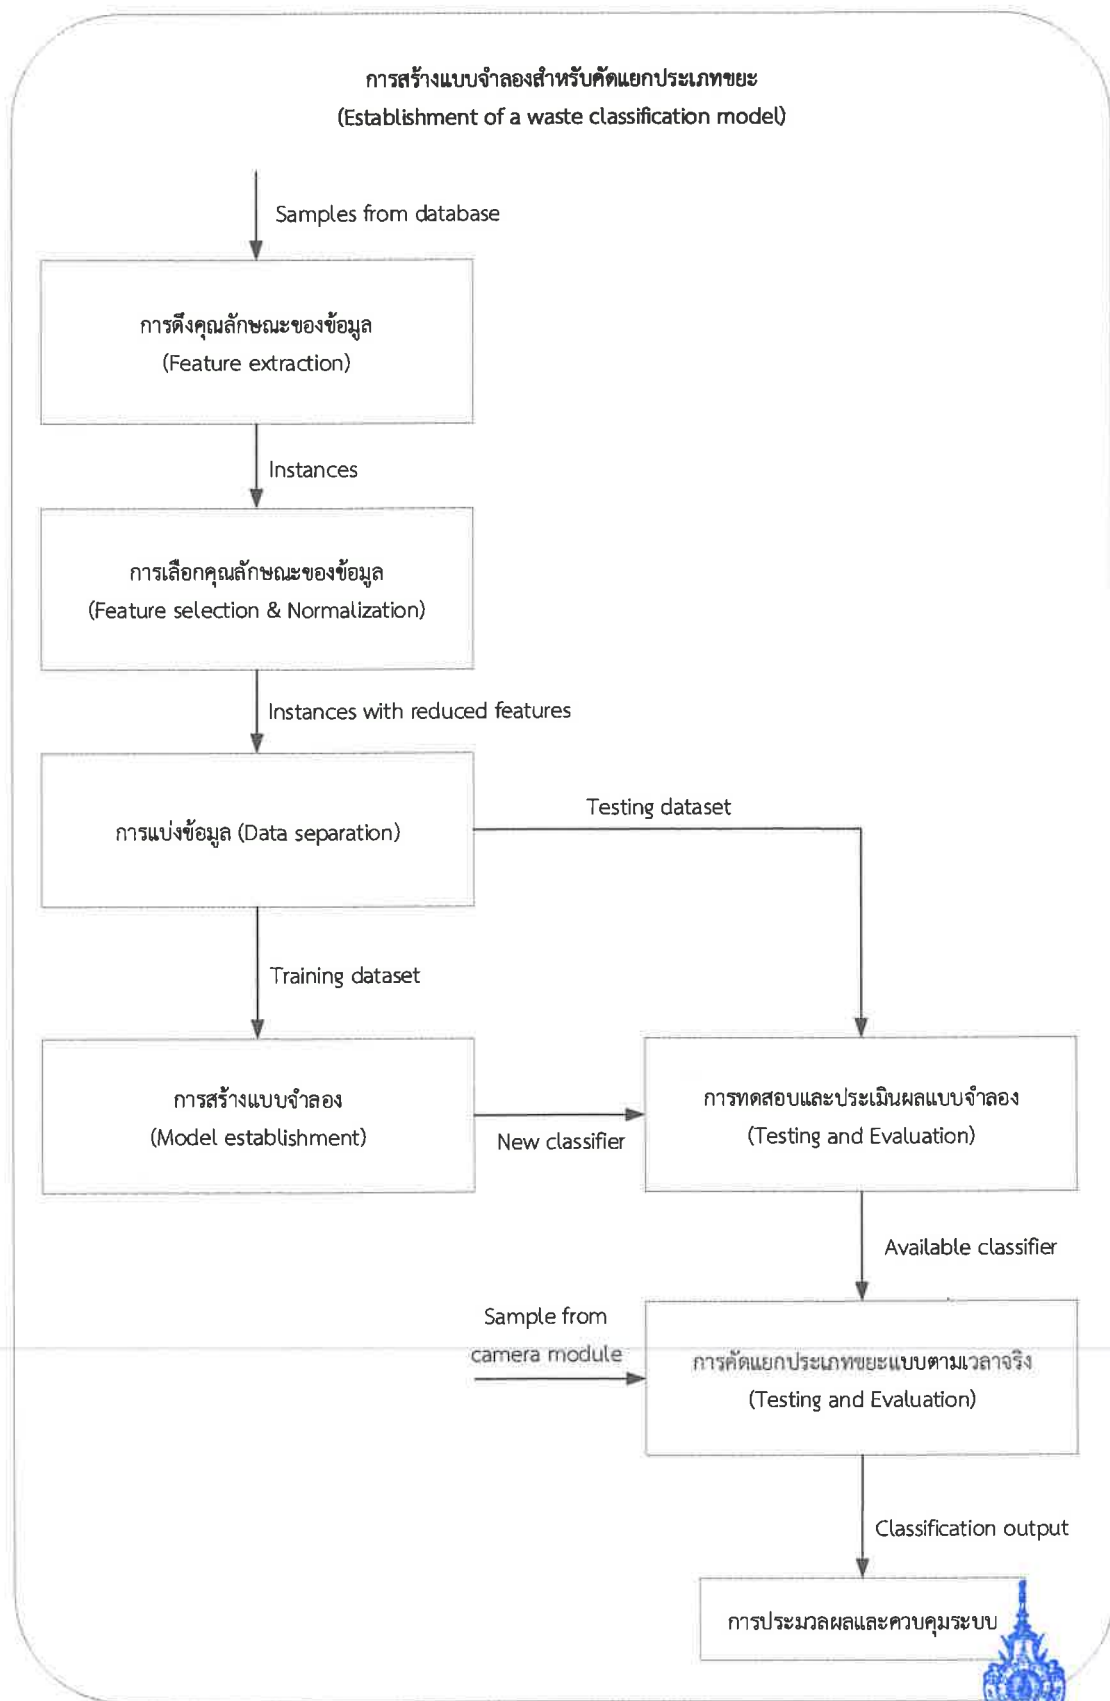 การสร้างแบบจำลองสำหรับคัดแยกประเภทขยะ
(Establishment of a waste classification model)
Samples from database
การดึงคุณลักษณะของข้อมูล
(Feature extraction)
Instances
การเลือกคุณลักษณะของข้อมูล
(Feature selection & Normalization)
Instances with reduced features
การแบ่งข้อมูล (Data separation)
Testing dataset
Training dataset
การสร้างแบบจำลอง
(Model establishment)
New classifier
การทดสอบและประเมินผลแบบจำลอง
(Testing and Evaluation)
Available classifier
Sample from
camera module
การคัดแยกประเภทขยะแบบตามเวลาจริง
(Testing and Evaluation)
Classification output
การประมวลผลและควบคุมระบบ